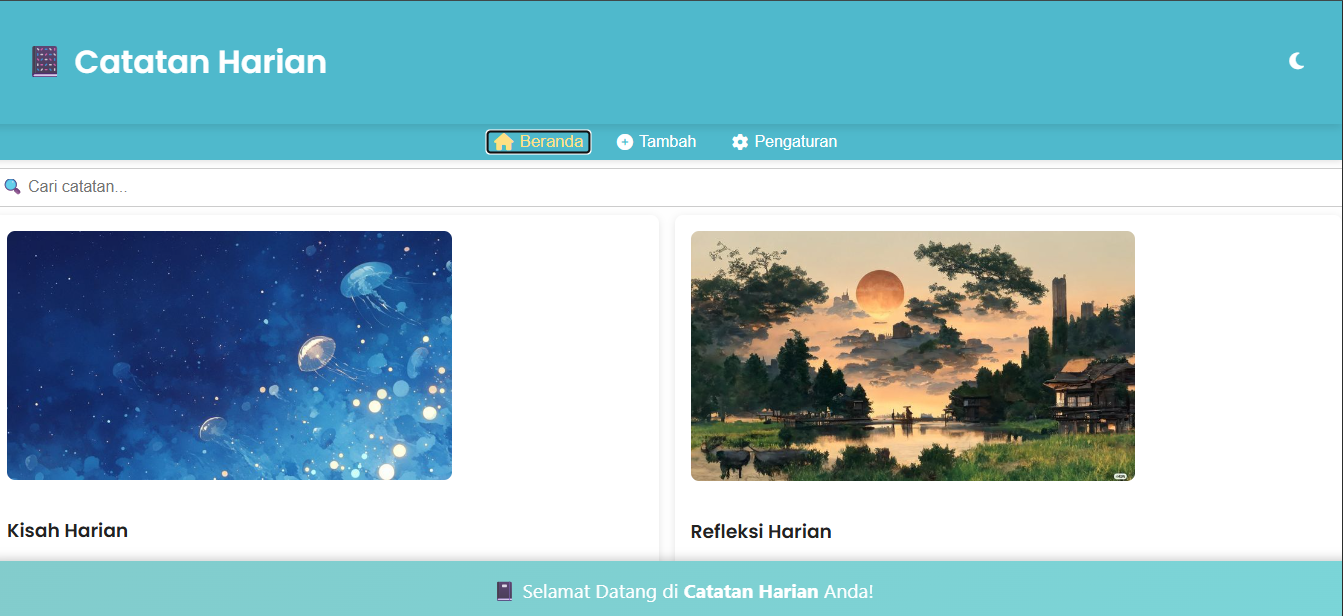 Catatan Harian
Beranda Tambah Pengaturan
Cari catatan...
Kisah Harian
Refleksi Harian
Selamat Datang di Catatan Harian Anda!